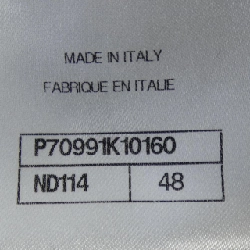 MADE IN ITALY
FABRIQUE EN ITALIE
P70991K10160
ND114 48